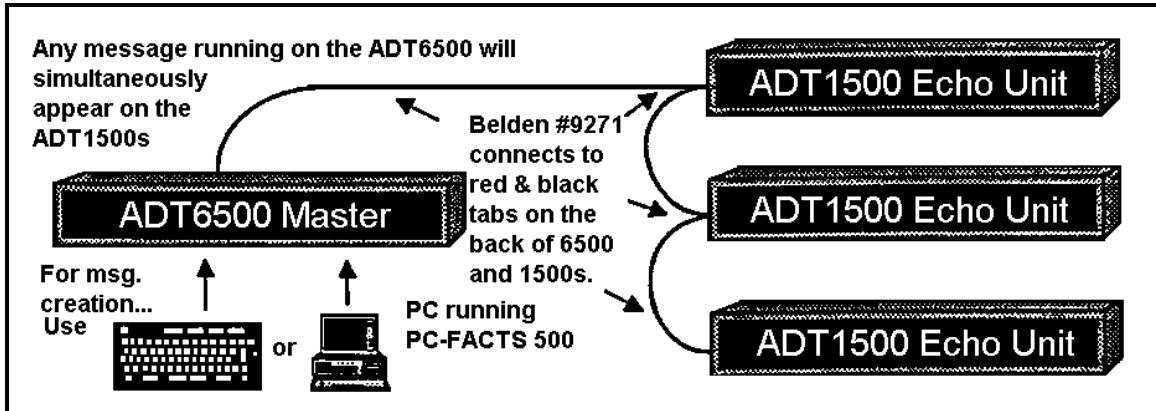 Any message running on the ADT6500 will
simultaneously
appear on the
ADT1500s
ADT6500 Master
For msg.
creation...
Use
or
PC running
PC-FACTS 500
Belden #9271
connects to
red & black
tabs on the
back of 6500
and 1500s.
ADT1500 Echo Unit
ADT1500 Echo Unit
ADT1500 Echo Unit